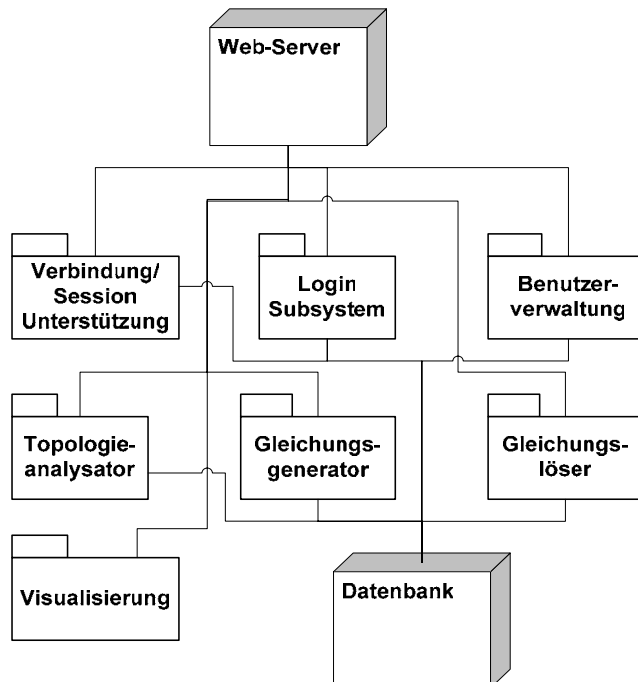 Web-Server
Verbindung/
Session
Unterstützung
Login
Subsystem
Benutzer-
verwaltung
Topologie-
analysator
Gleichungs-
generator
Gleichungs-
löser
Visualisierung
Datenbank